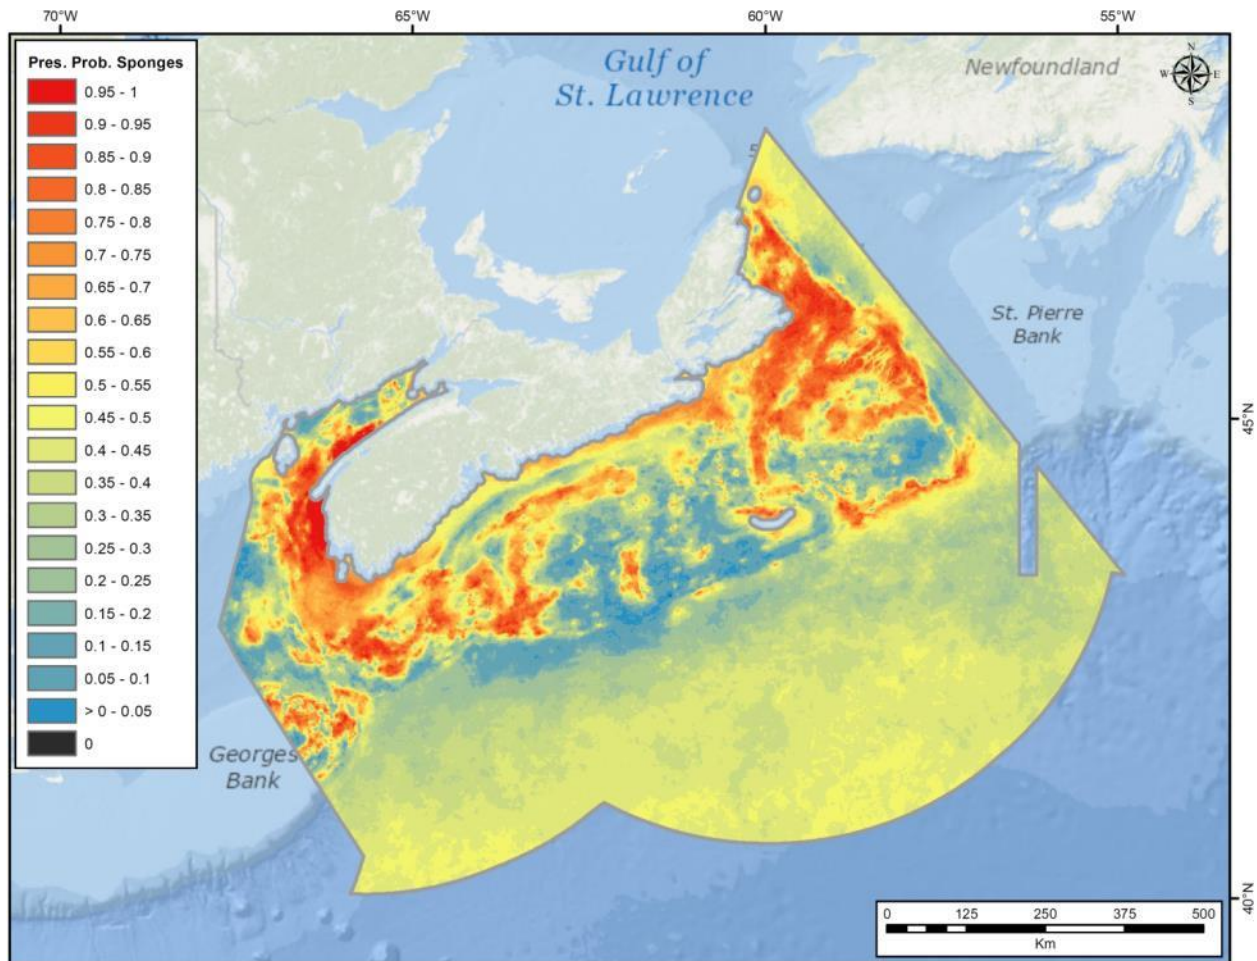 70°W
65°W
60°W
55°W
Pres. Prob. Sponges
0.95 - 1
0.9 - 0.95
0.85 - 0.9
0.8 - 0.85
0.75 - 0.8
0.7 - 0.75
0.65 - 0.7
0.6 - 0.65
0.55 - 0.6
0.5 - 0.55
0.45 - 0.5
0.4 - 0.45
0.35 - 0.4
0.3 - 0.35
0.25 - 0.3
0.2 - 0.25
0.15 - 0.2
0.1 - 0.15
0.05 - 0.1
> 0 - 0.05
0
Gulf of
St. Lawrence
Newfoundland
N
W E
S
5
St. Pierre
Bank
45°N
Georges
Bank
40°N
0 125 250 375 500
Km